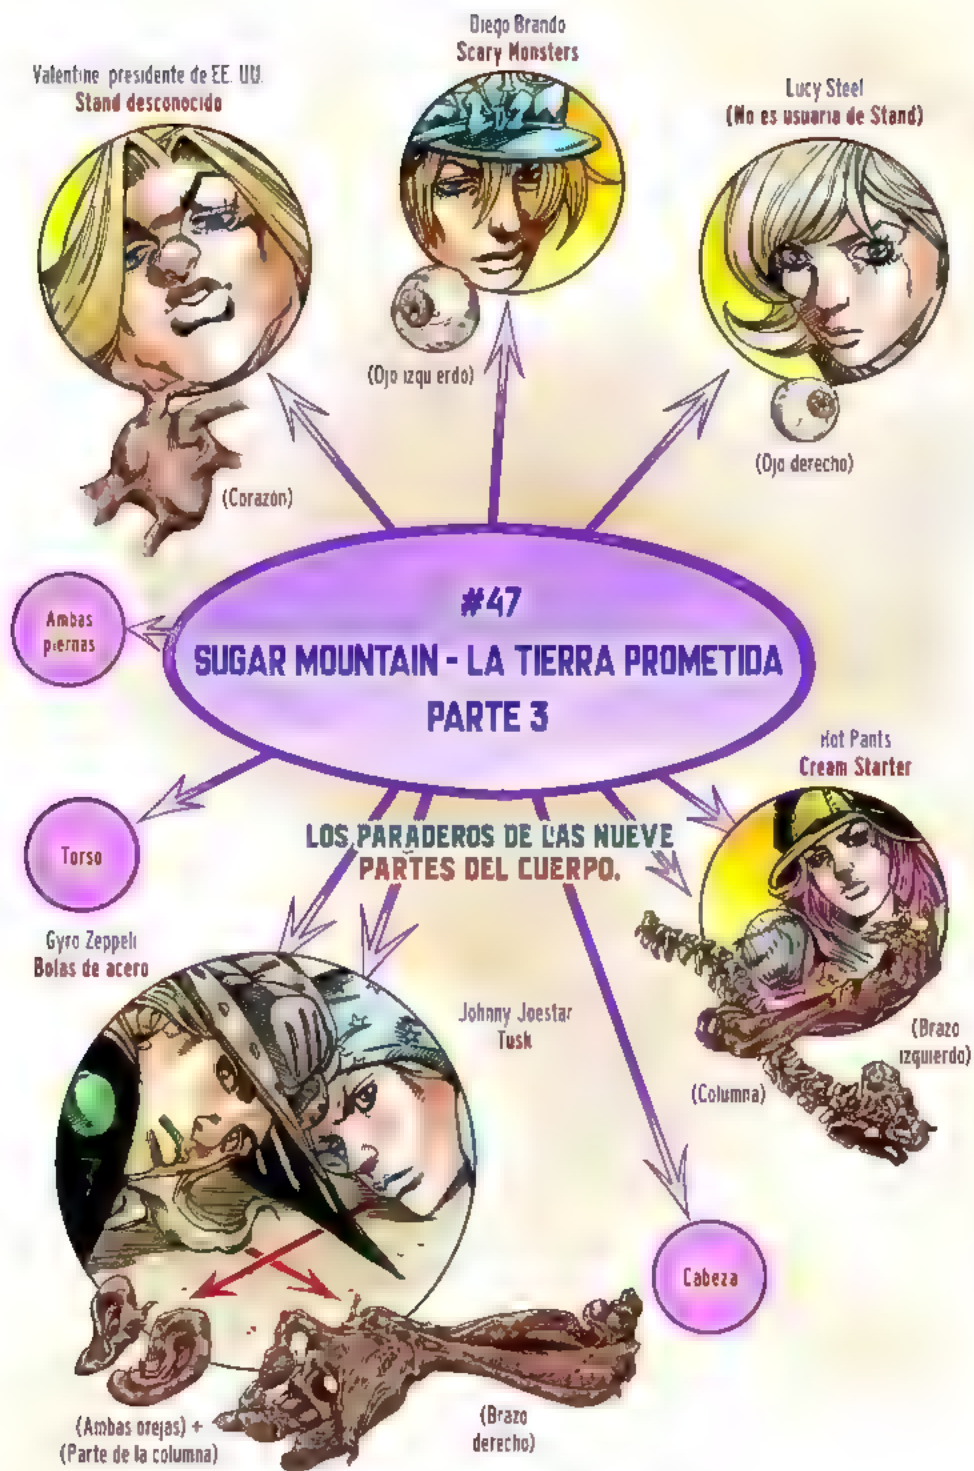 Diego Brando
Scary Monsters
Valentine presidente de EE. UU.
Stand desconocido
Lucy Steel
(No es usuaria de Stand)
(Ojo izquierdo)
(Ojo derecho)
(Corazón)
#47
SUGAR MOUNTAIN - LA TIERRA PROMETIDA
PARTE 3
Ambas
piernas
Hot Pants
Cream Starter
LOS PARADEROS DE LAS NUEVE
PARTES DEL CUERPO.
Torso
Gyro Zeppeli
Bolas de acero
Johnny Joestar
Tusk
(Brazo
izquierdo)
(Columna)
Cabeza
(Ambas orejas) +
(Parte de la columna)
(Brazo
derecho)